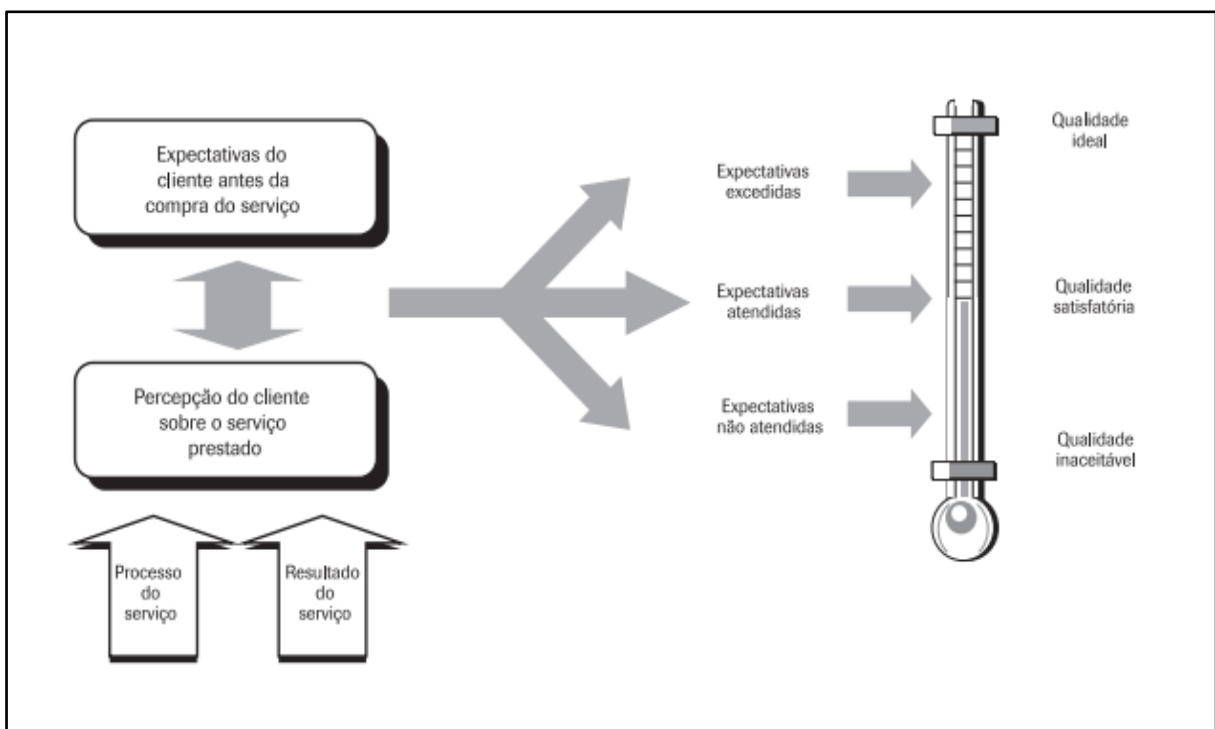 Expectativas do
cliente antes da
compra do serviço
Percepção do cliente
sobre o serviço
prestado
Processo
do
serviço
Resultado
do
serviço
Expectativas
excedidas
Expectativas
atendidas
Expectativas
não atendidas
Qualidade
ideal
Qualidade
satisfatória
Qualidade
inaceitável